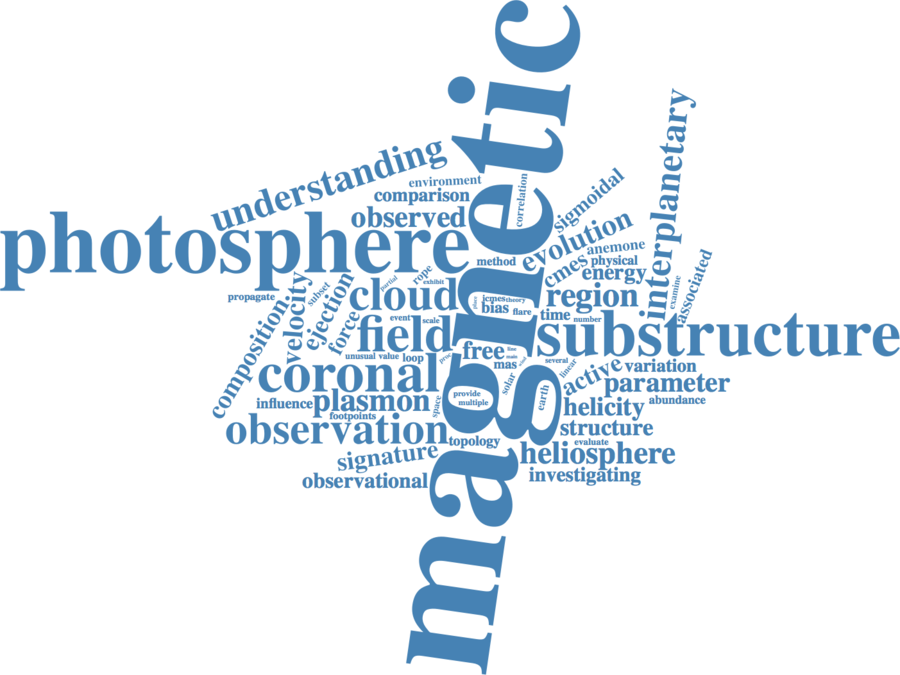 magnetic
understanding
environment
comparison
correlation
interplanetary
sigmoidal
photosphere
observed
evolution
anemone
method
cmes
physical
energy
associated
examine
rope
partial
exhibit
propagate
subset
velocity
ejection
cloud
icmes
theory
bias
flare
region
composition
force
event
scale
field
time
number
substructure
unusual
value
loop
free
line
mas
several
linear
coronal
solar
active
variation
parameter
earth
provide
multiple
influence
plasmon
space
helicity
abundance
footpoints
observation
topology
structure
evaluate
signature
heliosphere
observational
investigating